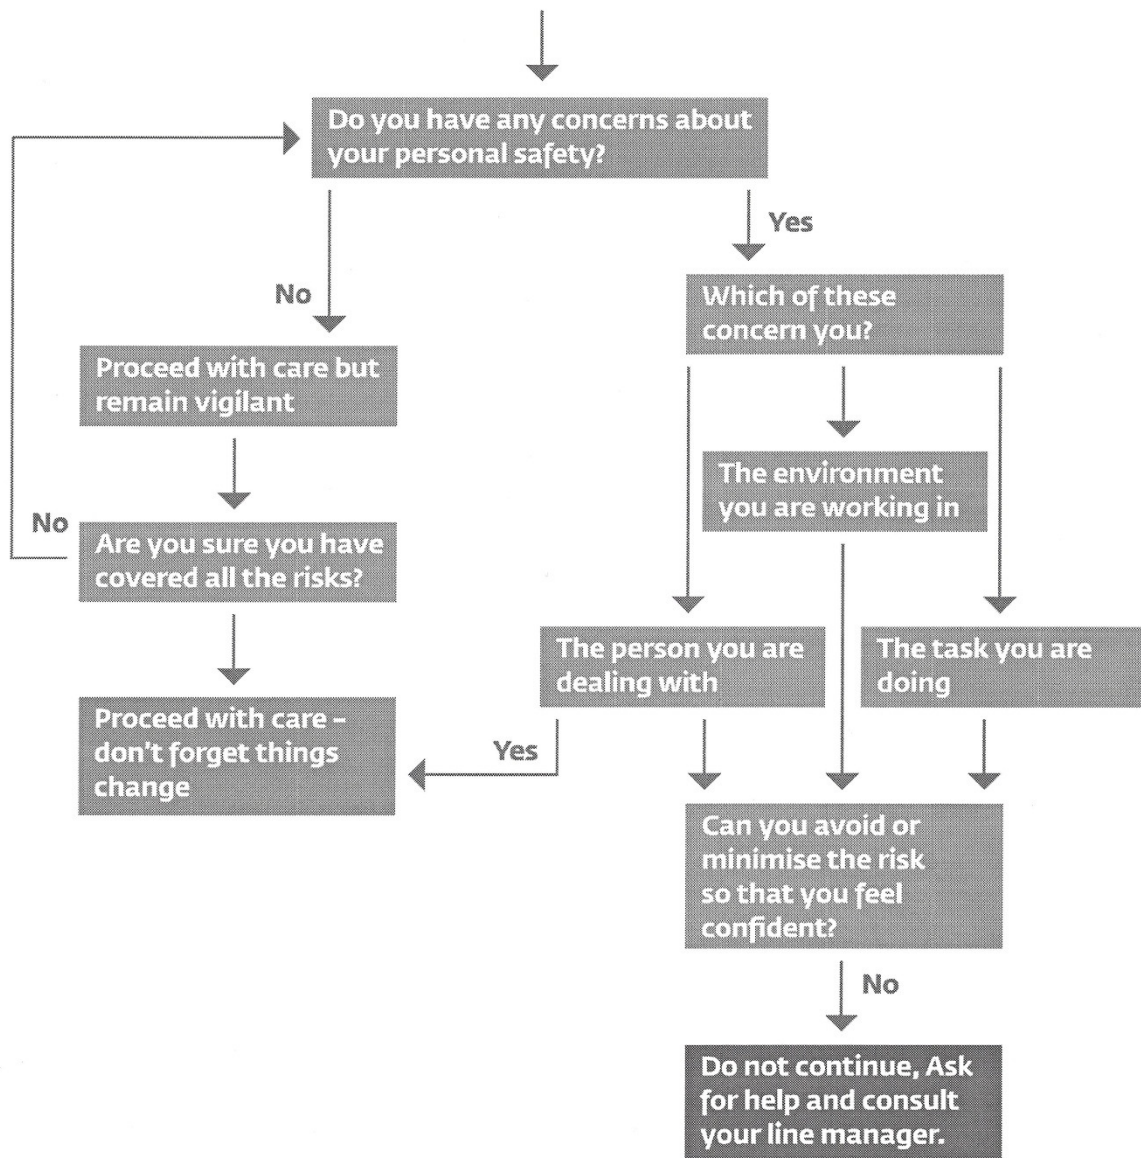 Do you have any concerns about
your personal safety?
Yes
No
Which of these
concern you?
Proceed with care but
remain vigilant
The environment
you are working in
No
Are you sure you have
covered all the risks?
The person you are
dealing with
The task you are
doing
Proceed with care –
don't forget things
change
Yes
Can you avoid or
minimise the risk
so that you feel
confident?
No
Do not continue, Ask
for help and consult
your line manager.